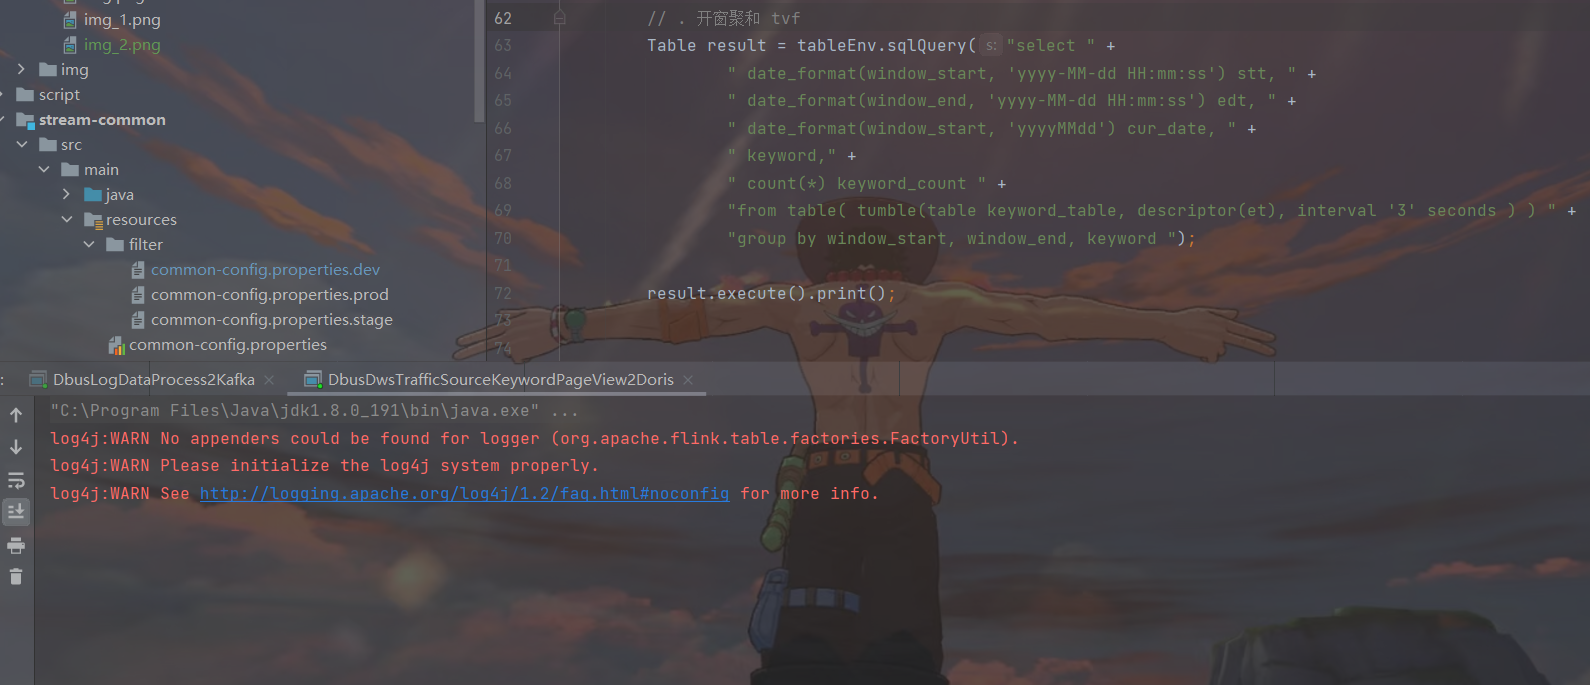 img_1.png
img_2.png
img
script
stream-common
src
main
java
resources
filter
common-config.properties.dev
common-config.properties.prod
common-config.properties.stage
common-config.properties
62 // . 开窗聚和 tvf
63 Table result = tableEnv.sqlQuery( s: "select " +
64 " date_format(window_start, 'yyyy-MM-dd HH:mm:ss') stt, " +
65 " date_format(window_end, 'yyyy-MM-dd HH:mm:ss') edt, " +
66 " date_format(window_start, 'yyyyMMdd') cur_date, " +
67 " keyword," +
68 " count(*) keyword_count " +
69 "from table( tumble(table keyword_table, descriptor(et), interval '3' seconds ) ) " +
70 "group by window_start, window_end, keyword ");
71
72 result.execute().print();
73
74
: DbusLogDataProcess2Kafka DbusDwsTrafficSourceKeywordPageView2Doris
"C:\Program Files\Java\jdk1.8.0_191\bin\java.exe" ...
log4j:WARN No appenders could be found for logger (org.apache.flink.table.factories.FactoryUtil).
log4j:WARN Please initialize the log4j system properly.
log4j:WARN See http://logging.apache.org/log4j/1.2/faq.html#noconfig for more info.